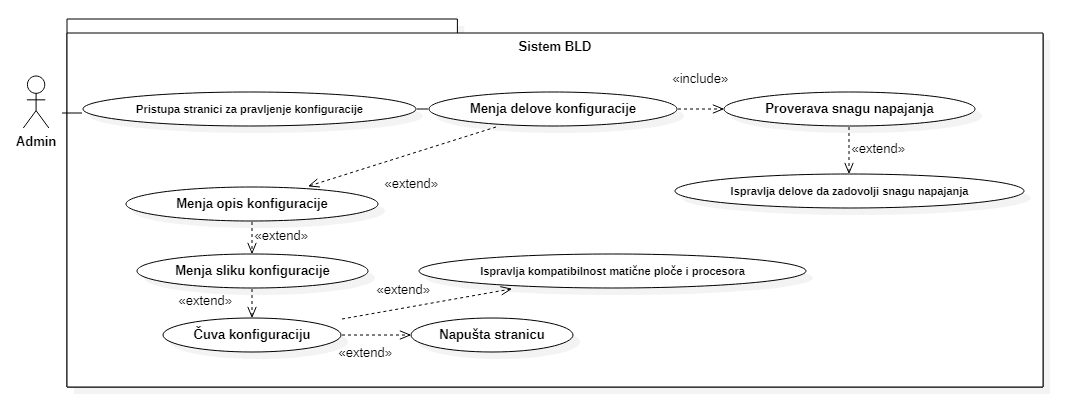 Sistem BLD
Admin
Pristupa stranici za pravljenje konfiguracije
Menja delove konfiguracije
«include»
Proverava snagu napajanja
«extend»
Ispravlja delove da zadovolji snagu napajanja
«extend»
Menja opis konfiguracije
«extend»
Menja sliku konfiguracije
«extend»
Čuva konfiguraciju
«extend»
Ispravlja kompatibilnost matične ploče i procesora
«extend»
Napušta stranicu